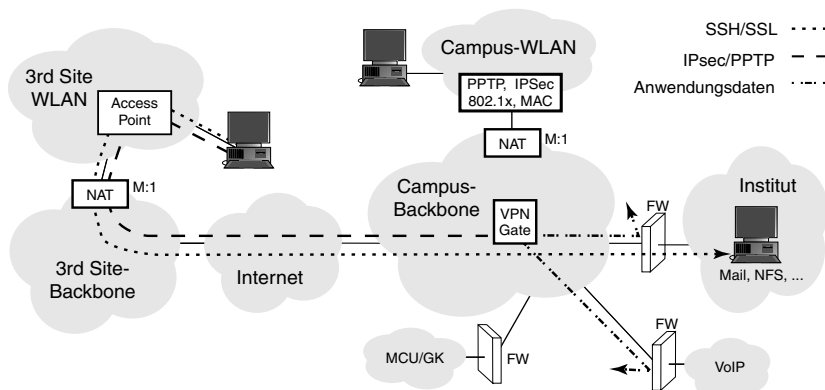 SSH/SSL
IPsec/PPTP
Anwendungsdaten
Campus-WLAN
PPTP, IPSec
802.1x, MAC
NAT
M:1
3rd Site
WLAN
Access
Point
NAT
M:1
3rd Site-
Backbone
Internet
Campus-
Backbone
VPN
Gate
FW
Institut
Mail, NFS, ...
MCU/GK
FW
FW
VoIP